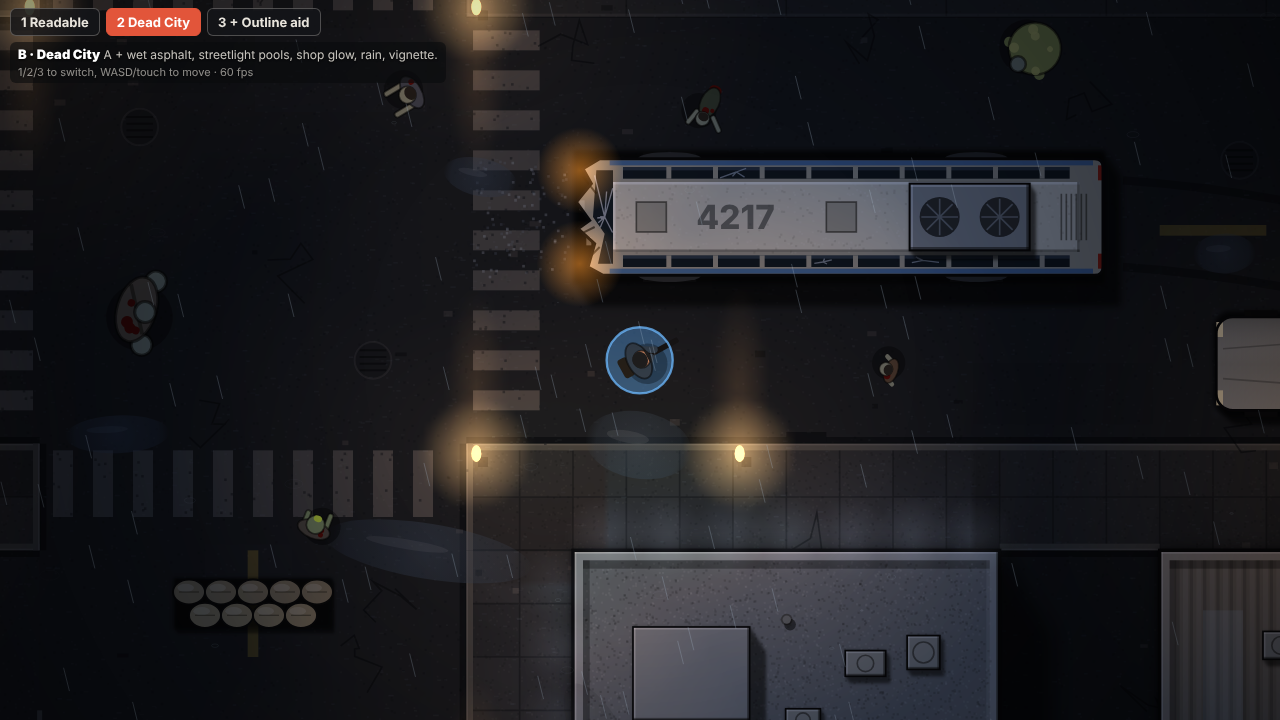 1 Readable
2 Dead City
3 + Outline aid
B · Dead City A + wet asphalt, streetlight pools, shop glow, rain, vignette.
1/2/3 to switch, WASD/touch to move · 60 fps
4217